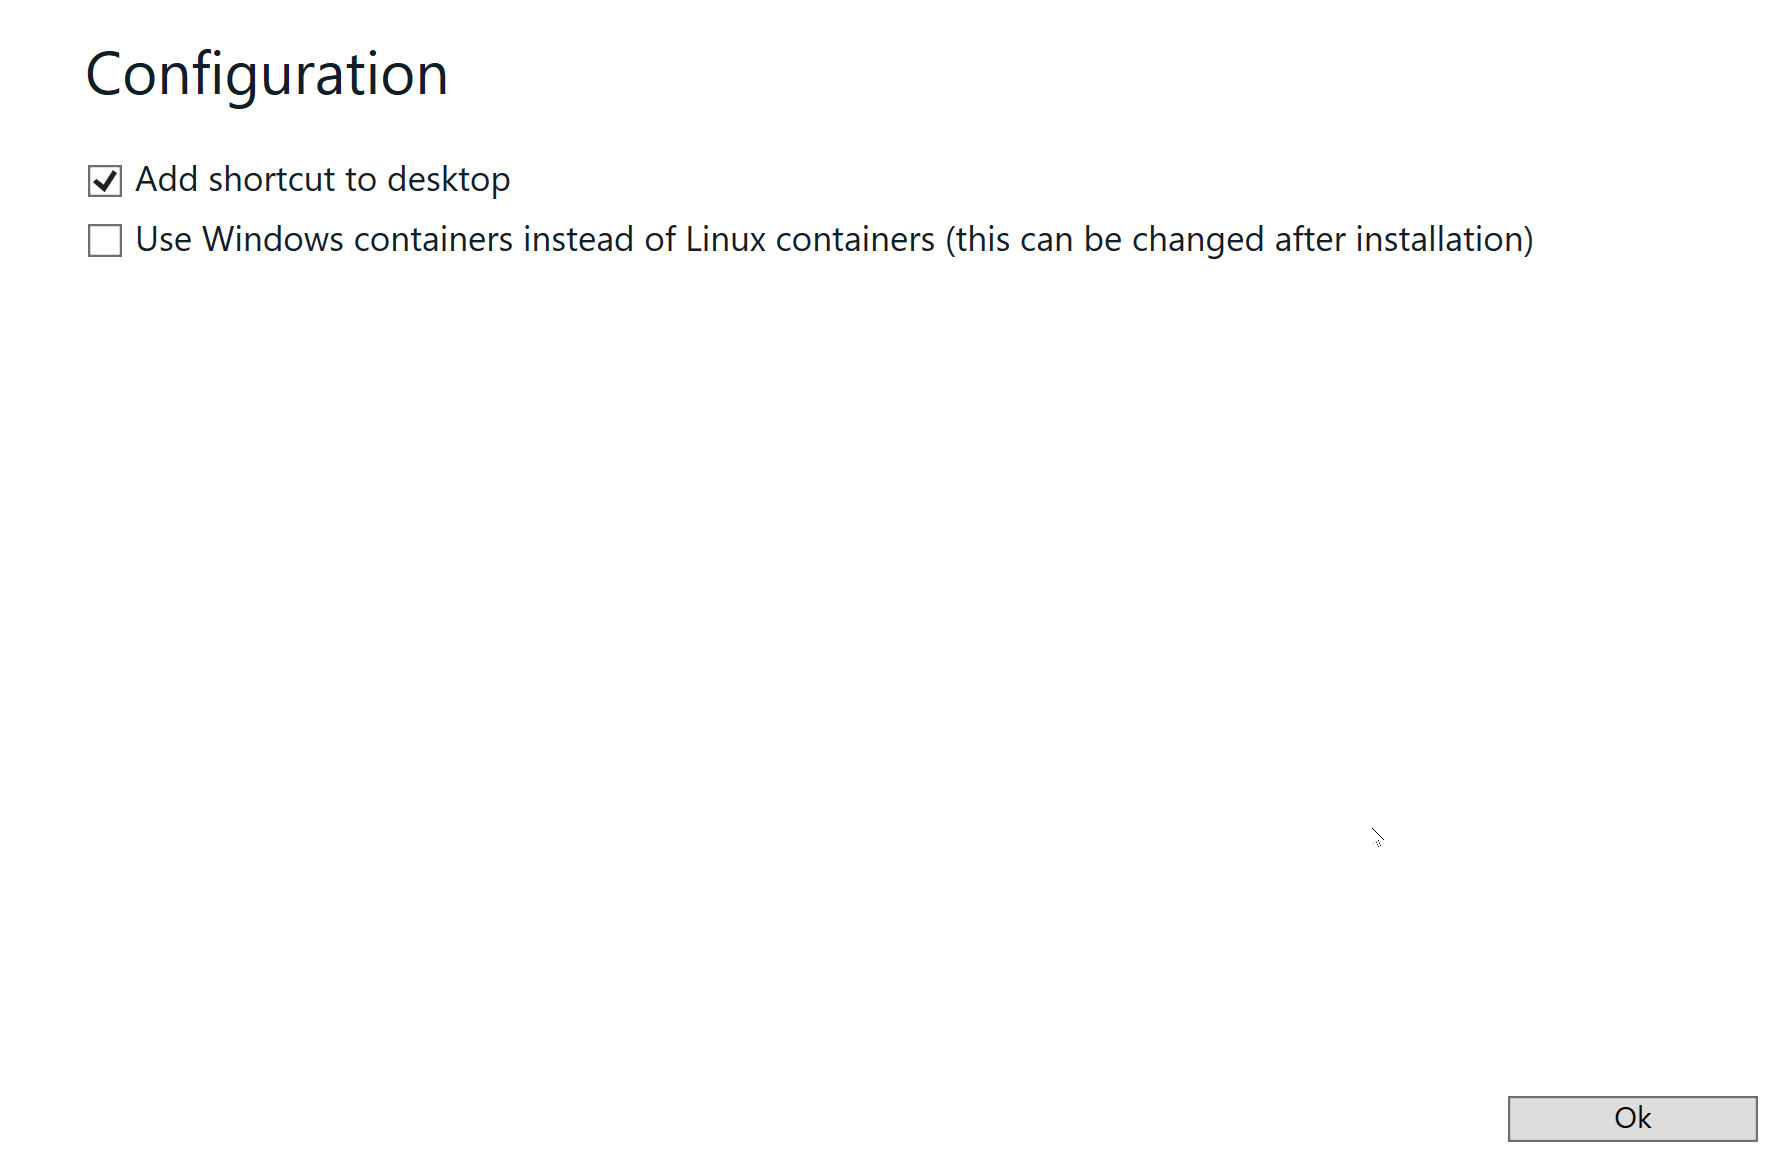 Configuration
Add shortcut to desktop
Use Windows containers instead of Linux containers (this can be changed after installation)
Ok